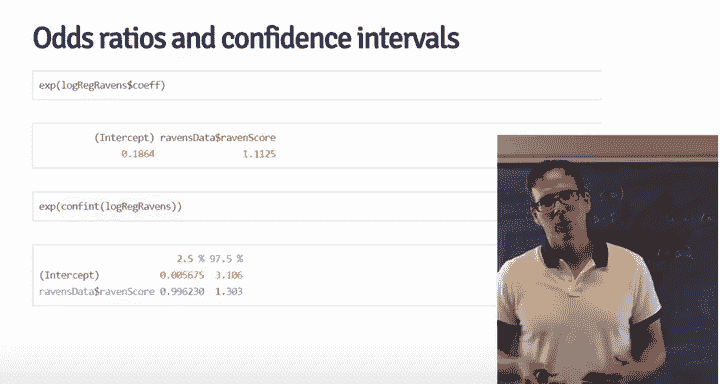 Odds ratios and confidence intervals
exp(logRegRavens$coeff)
(Intercept) ravensData$ravenScore
0.1864 1.1125
exp(confint(logRegRavens))
2.5 % 97.5 %
(Intercept) 0.005675 3.106
ravensData$ravenScore 0.996230 1.303